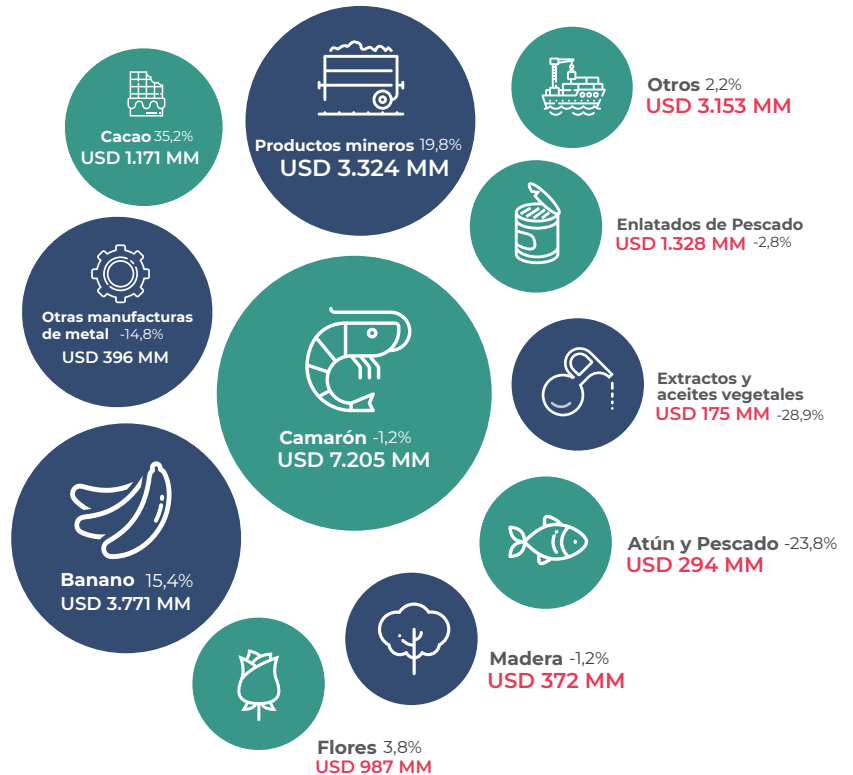 Cacao 35,2%
USD 1.171 MM
Productos mineros 19,8%
USD 3.324 MM
Otros 2,2%
USD 3.153 MM
Enlatados de Pescado
USD 1.328 MM -2,8%
Otras manufacturas
de metal -14,8%
USD 396 MM
Camarón -1,2%
USD 7.205 MM
Extractos y
aceites vegetales
USD 175 MM -28,9%
Banano 15,4%
USD 3.771 MM
Atún y Pescado -23,8%
USD 294 MM
Madera -1,2%
USD 372 MM
Flores 3,8%
USD 987 MM